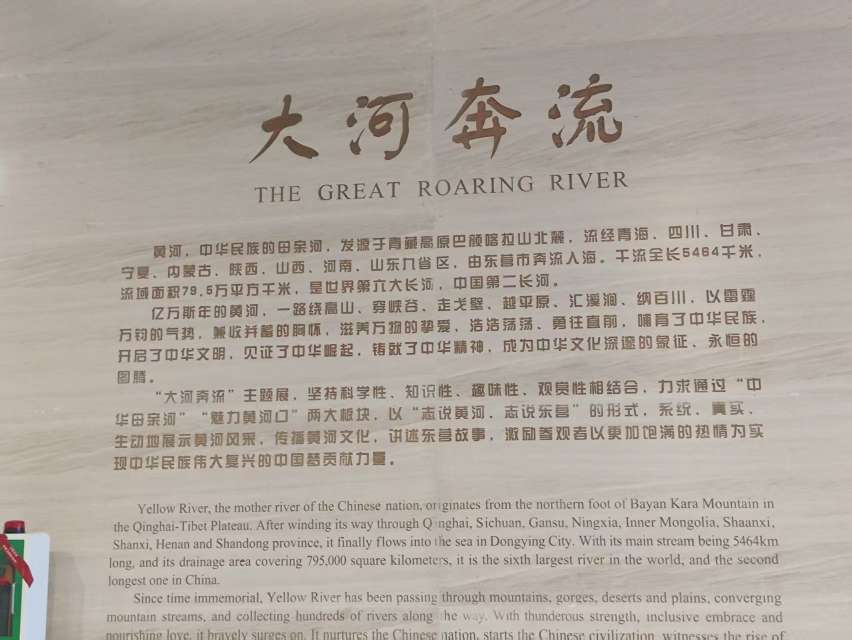 大河奔流
THE GREAT ROARING RIVER
黄河，中华民族的母亲河，发源于青藏高原巴颜喀拉山北麓，流经青海、四川、甘肃、
宁夏、内蒙古、陕西、山西、河南、山东九省区，由东营市奔流入海。干流全长5464千米，
流域面积79.5万平方千米，是世界第六大长河，中国第二长河。
亿万斯年的黄河，一路绕高山、穿峡谷、走戈壁、越平原、汇溪涧、纳百川，以雷霆
万钧的气势，兼收并蓄的胸怀，滋养万物的挚爱，浩浩荡荡、勇往直前，哺育了中华民族，
开启了中华文明，见证了中华崛起，铸就了中华精神，成为中华文化深邃的象征、永恒的
图腾。
“大河奔流”主题展，坚持科学性、知识性、趣味性、观赏性相结合，力求通过“中
华母亲河”“魅力黄河口”两大板块，以“志说黄河，志说东营”的形式，系统、真实、
生动地展示黄河风采，传播黄河文化，讲述东营故事，激励参观者以更加饱满的热情为实
现中华民族伟大复兴的中国梦贡献力量。
Yellow River, the mother river of the Chinese nation, originates from the northern foot of Bayan Kara Mountain in
the Qinghai-Tibet Plateau. After winding its way through Qinghai, Sichuan, Gansu, Ningxia, Inner Mongolia, Shaanxi,
Shanxi, Henan and Shandong province, it finally flows into the sea in Dongying City. With its main stream being 5464km
long, and its drainage area covering 795,000 square kilometers, it is the sixth largest river in the world, and the second
longest one in China.
Since time immemorial, Yellow River has been passing through mountains, gorges, deserts and plains, converging
mountain streams, and collecting hundreds of rivers along the way. With thunderous strength, inclusive embrace and
nourishing love, it bravely surges on. It nurtures the Chinese nation, starts the Chinese civilization, witnesses the rise of